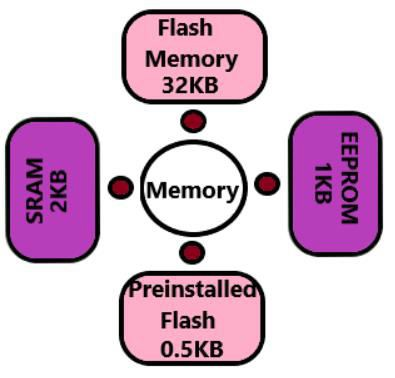 Flash
Memory
32KB
SRAM
2KB
Memory
EEPROM
1KB
Preinstalled
Flash
0.5KB